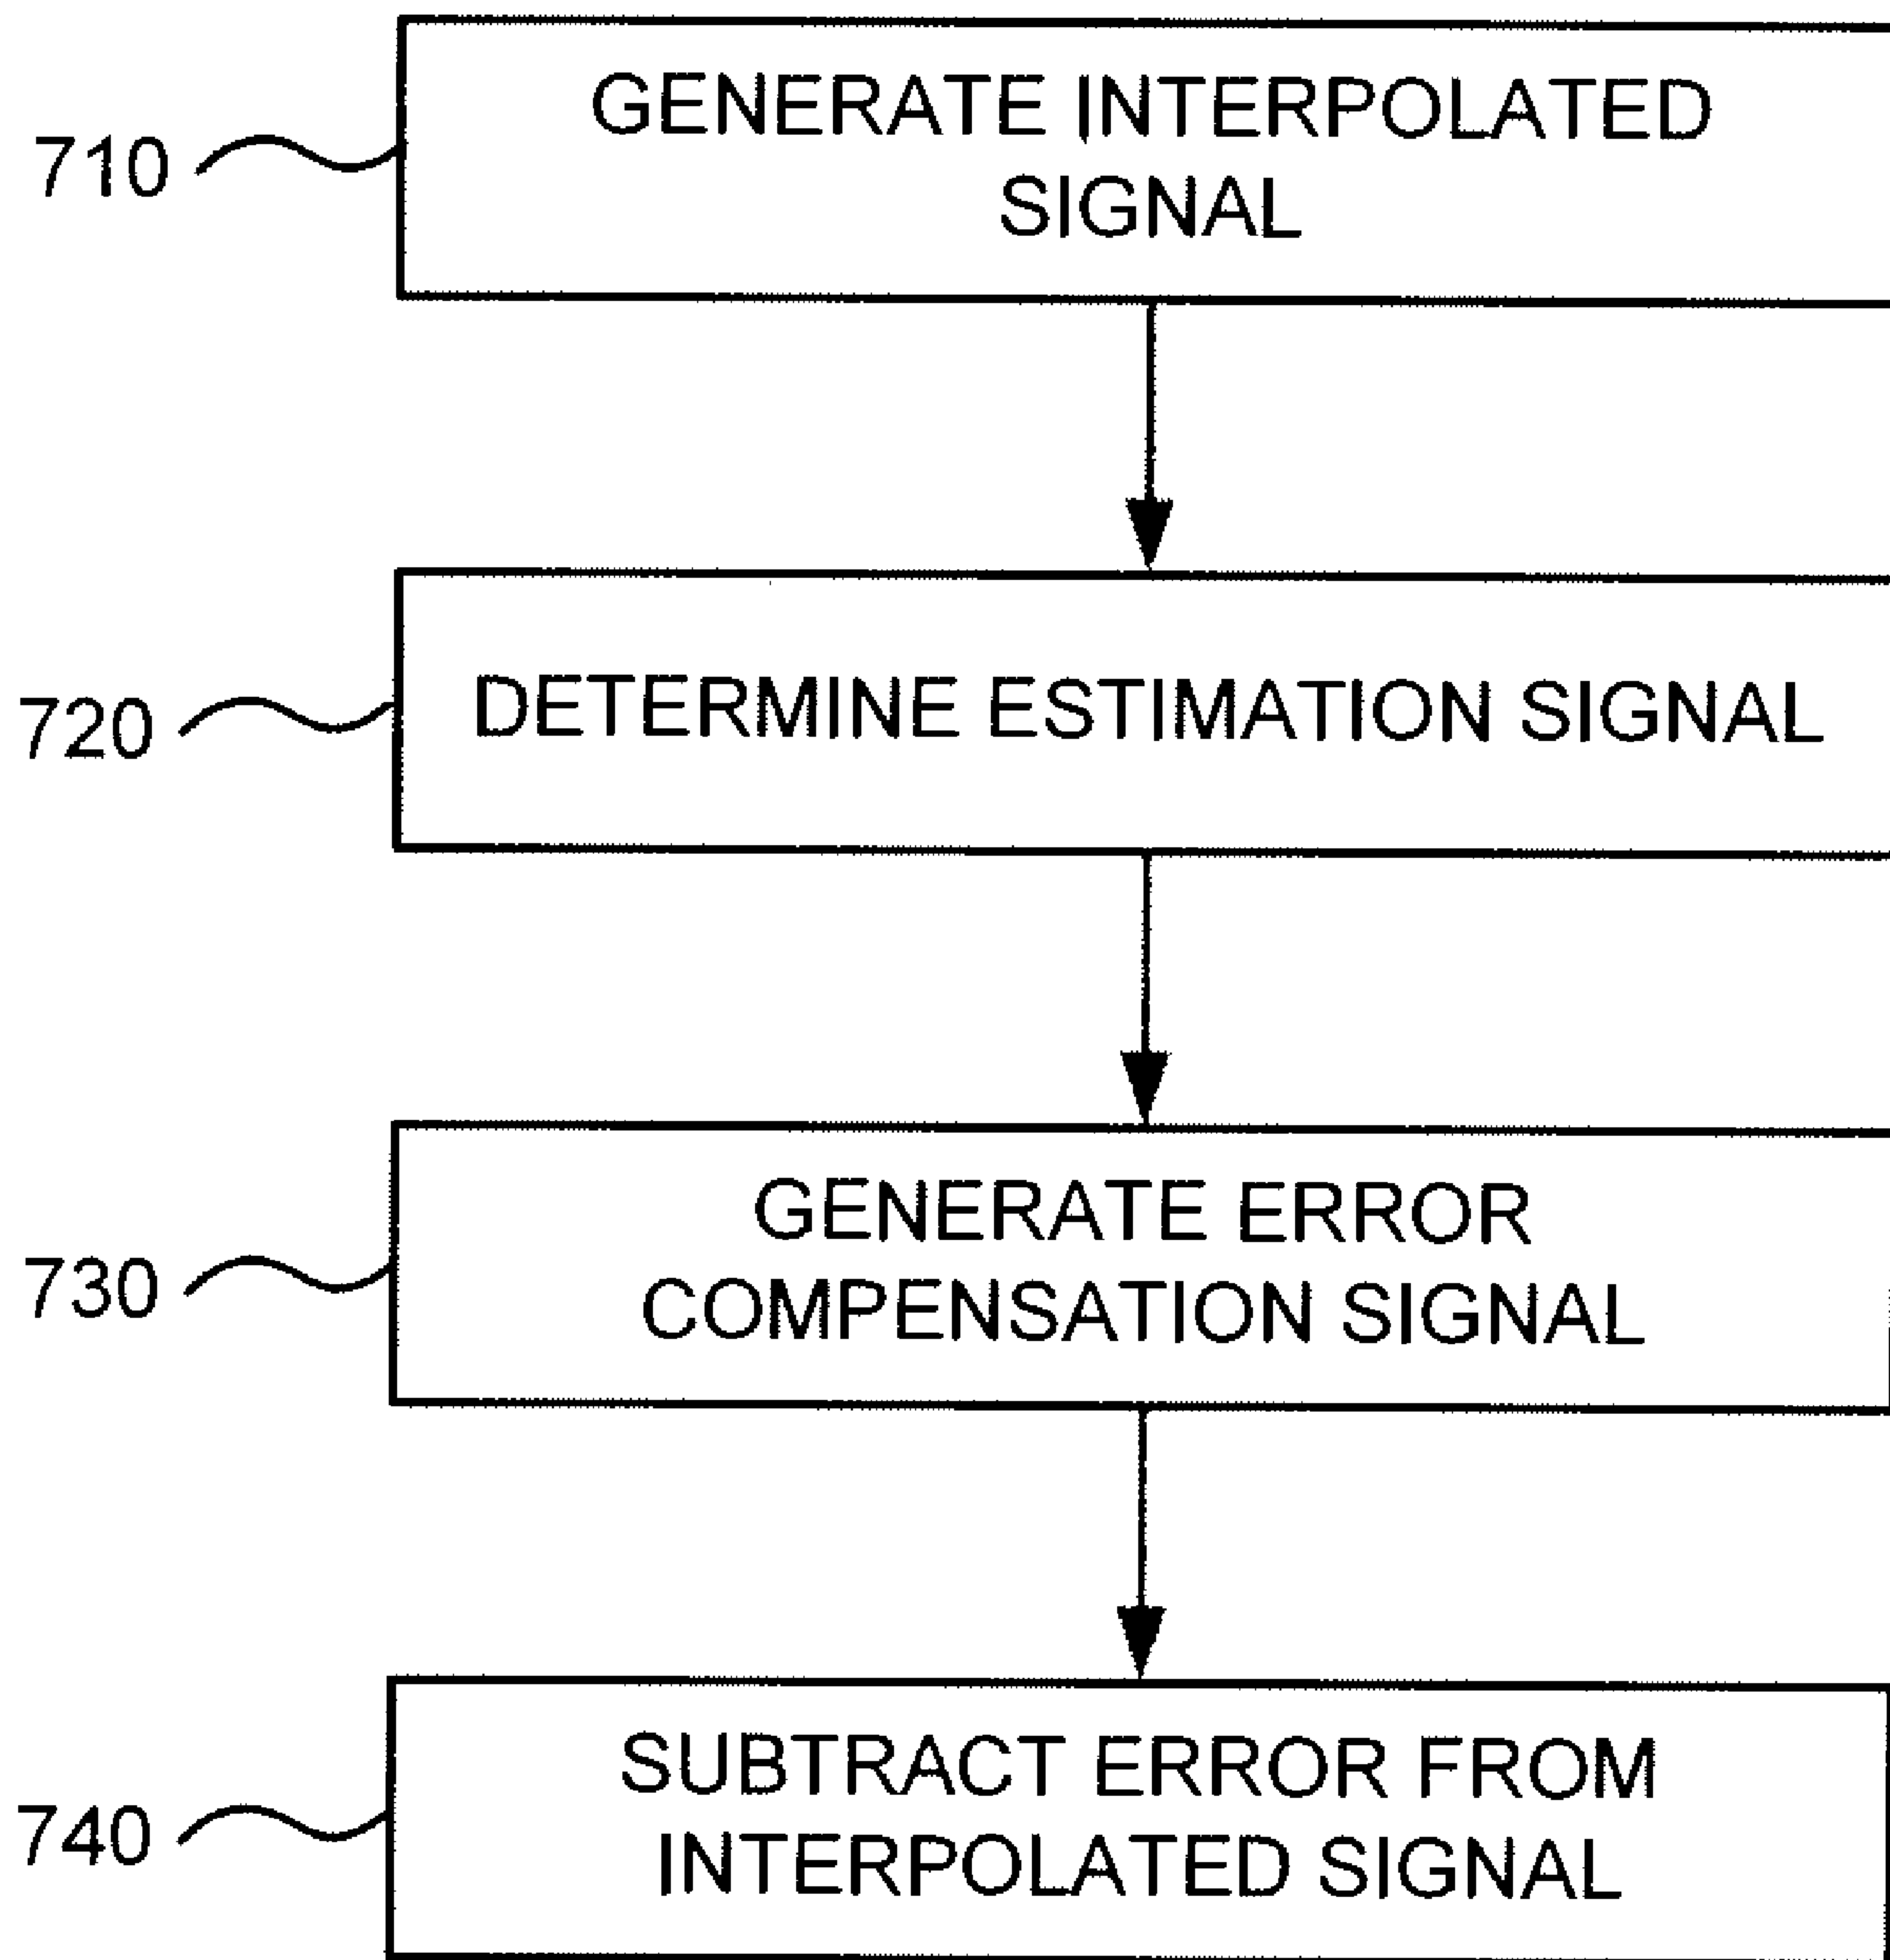 710
GENERATE INTERPOLATED
SIGNAL
720
DETERMINE ESTIMATION SIGNAL
730
GENERATE ERROR
COMPENSATION SIGNAL
740
SUBTRACT ERROR FROM
INTERPOLATED SIGNAL